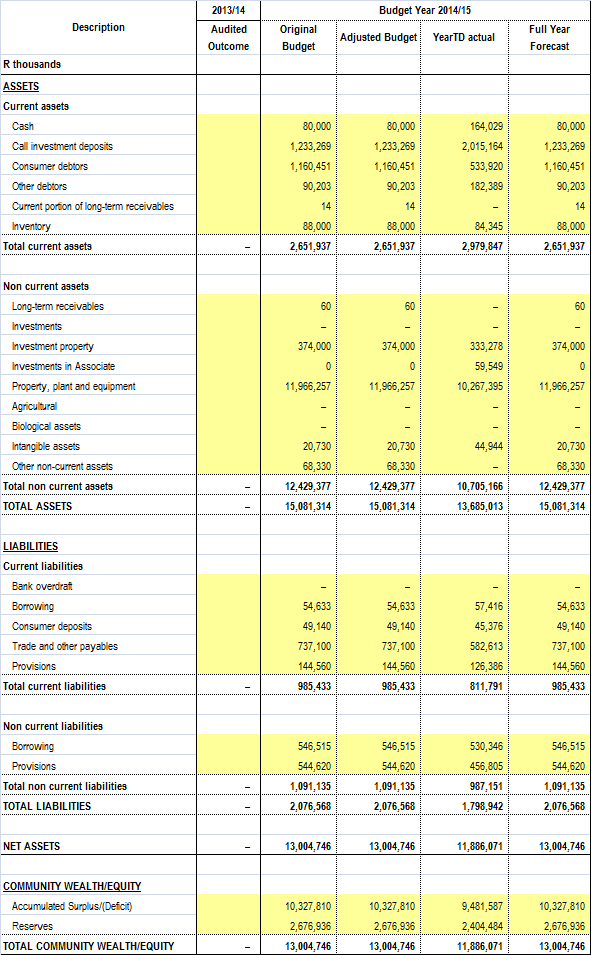 2013/14 Budget Year 2014/15
Description Audited Outcome Original Budget Adjusted Budget YearTD actual Full Year Forecast
R thousands
ASSETS
Current assets
Cash 80,000 80,000 164,029 80,000
Call investment deposits 1,233,269 1,233,269 2,015,164 1,233,269
Consumer debtors 1,160,451 1,160,451 533,920 1,160,451
Other debtors 90,203 90,203 182,389 90,203
Current portion of long-term receivables 14 14 – 14
Inventory 88,000 88,000 84,345 88,000
Total current assets – 2,651,937 2,651,937 2,979,847 2,651,937
Non current assets
Long-term receivables 60 60 – 60
Investments – – – –
Investment property 374,000 374,000 333,278 374,000
Investments in Associate 0 0 59,549 0
Property, plant and equipment 11,966,257 11,966,257 10,267,395 11,966,257
Agricultural – – – –
Biological assets – – – –
Intangible assets 20,730 20,730 44,944 20,730
Other non-current assets 68,330 68,330 – 68,330
Total non current assets – 12,429,377 12,429,377 10,705,166 12,429,377
TOTAL ASSETS – 15,081,314 15,081,314 13,685,013 15,081,314
LIABILITIES
Current liabilities
Bank overdraft – – – –
Borrowing 54,633 54,633 57,416 54,633
Consumer deposits 49,140 49,140 45,376 49,140
Trade and other payables 737,100 737,100 582,613 737,100
Provisions 144,560 144,560 126,386 144,560
Total current liabilities – 985,433 985,433 811,791 985,433
Non current liabilities
Borrowing 546,515 546,515 530,346 546,515
Provisions 544,620 544,620 456,805 544,620
Total non current liabilities – 1,091,135 1,091,135 987,151 1,091,135
TOTAL LIABILITIES – 2,076,568 2,076,568 1,798,942 2,076,568
NET ASSETS – 13,004,746 13,004,746 11,886,071 13,004,746
COMMUNITY WEALTH/EQUITY
Accumulated Surplus/(Deficit) 10,327,810 10,327,810 9,481,587 10,327,810
Reserves 2,676,936 2,676,936 2,404,484 2,676,936
TOTAL COMMUNITY WEALTH/EQUITY – 13,004,746 13,004,746 11,886,071 13,004,746